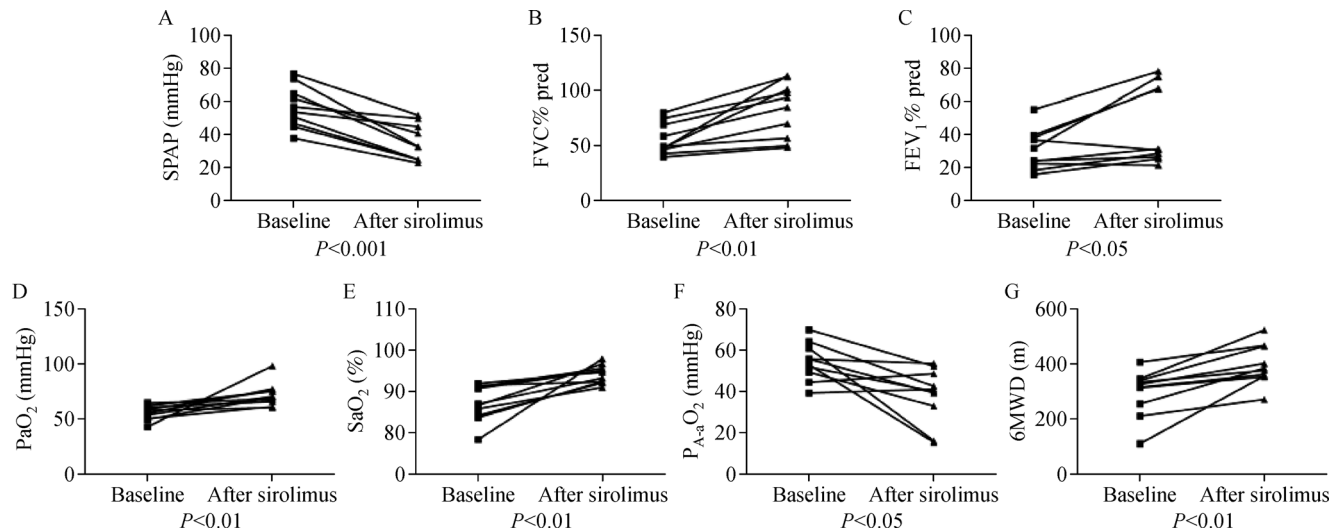 A
SPAP (mmHg)
100
80
60
40
20
0
Baseline
After sirolimus
P<0.001
B
FVC% pred
150
100
50
0
Baseline
After sirolimus
P<0.01
C
FEV₁% pred
100
80
60
40
20
0
Baseline
After sirolimus
P<0.05
D
PaO₂ (mmHg)
150
100
50
0
Baseline
After sirolimus
P<0.01
E
SaO₂ (%)
110
100
90
80
0
Baseline
After sirolimus
P<0.01
F
P_A-aO₂ (mmHg)
80
60
40
20
0
Baseline
After sirolimus
P<0.05
G
6MWD (m)
600
400
200
0
Baseline
After sirolimus
P<0.01